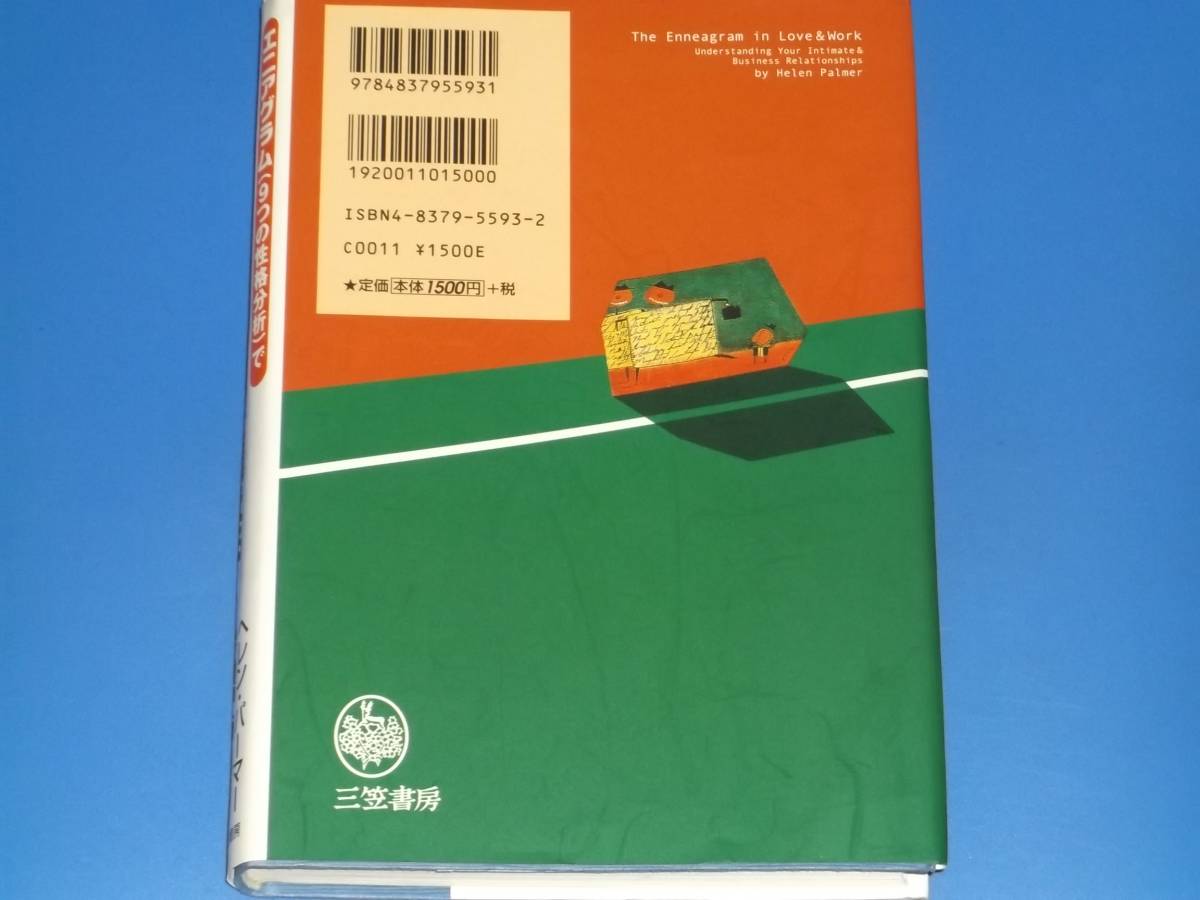 エニアグラム(9つの性格分析)で
ヘレン・パーマー
The Enneagram in Love&Work
Understanding Your Intimate&
Business Relationships
by Helen Palmer
9784837955931
1920011015000
ISBN4-8379-5593-2
C0011 ¥1500E
★定価本体1500円+税
三笠書房